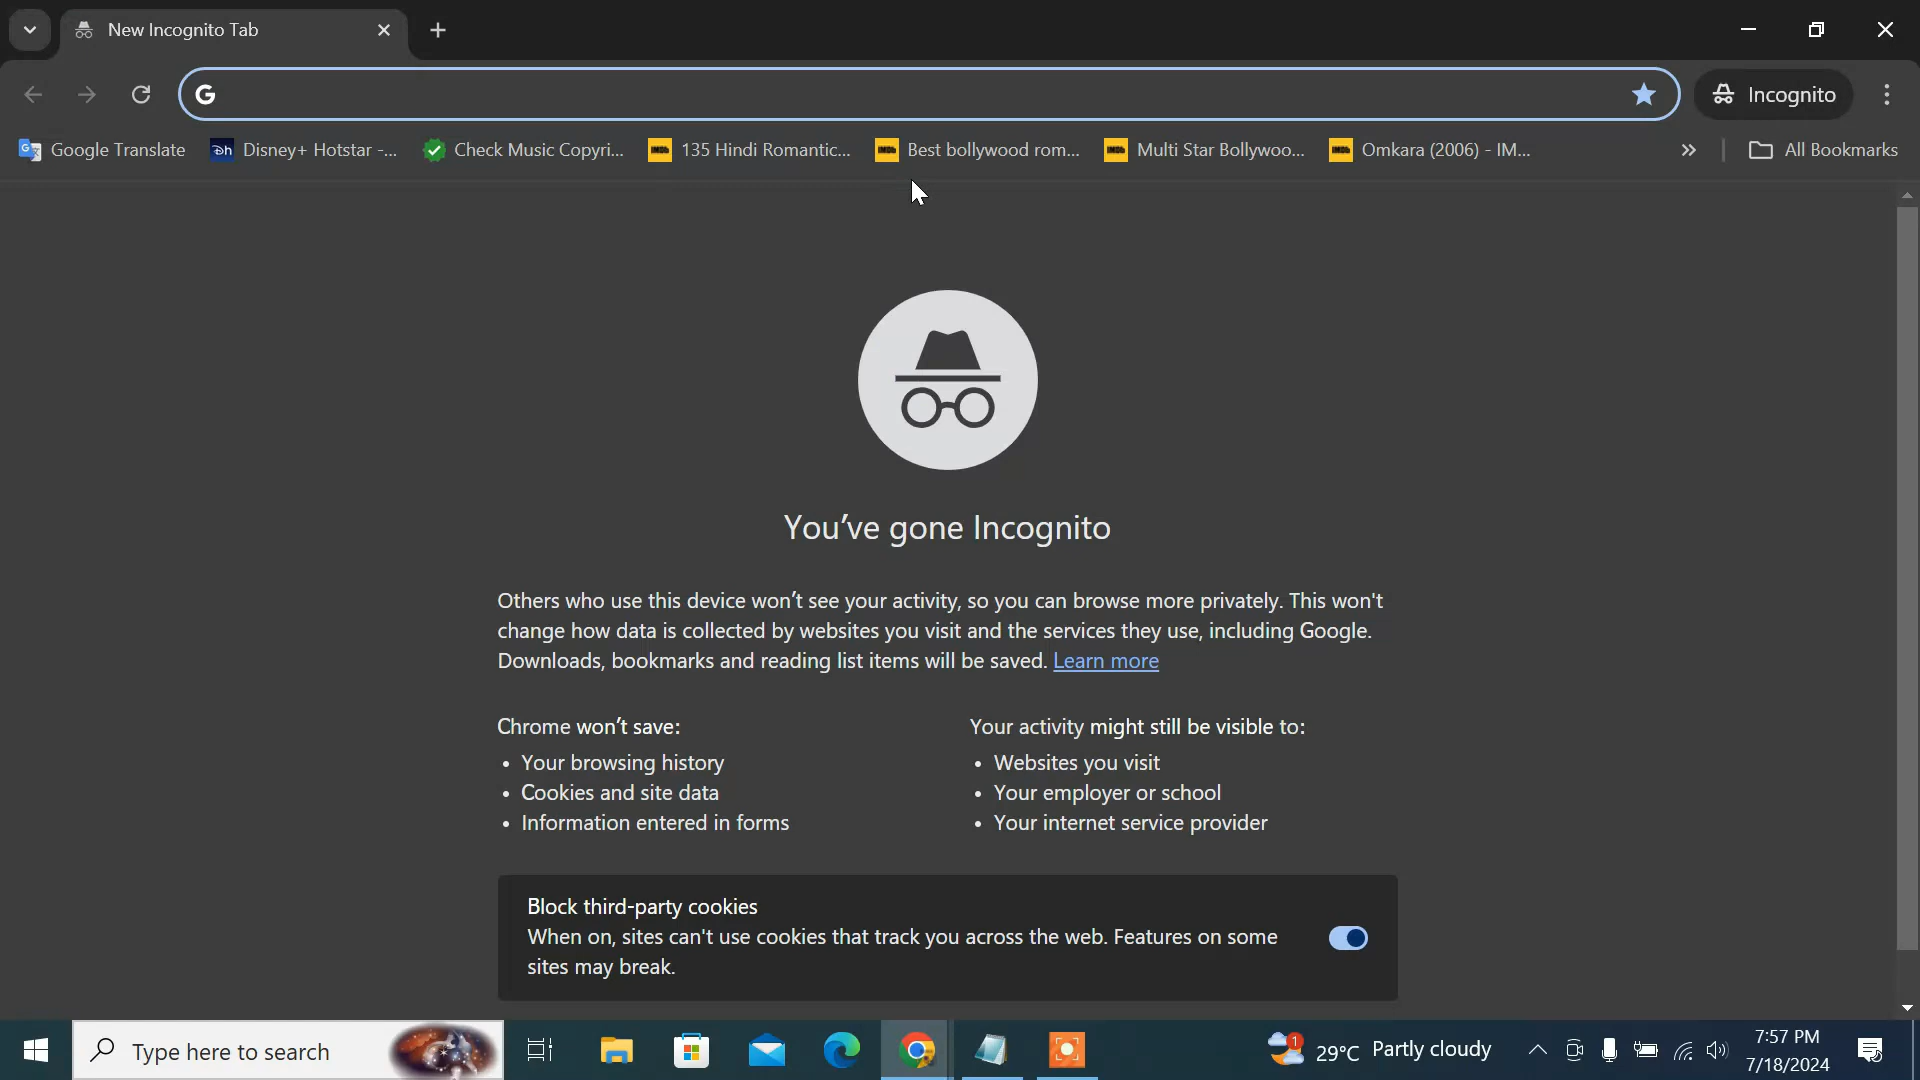 New Incognito Tab
Incognito
Google Translate
Disney+ Hotstar -...
Check Music Copyri...
135 Hindi Romantic...
Best bollywood rom...
Multi Star Bollywoo...
Omkara (2006) - IM...
All Bookmarks
You've gone Incognito
Others who use this device won't see your activity, so you can browse more privately. This won't
change how data is collected by websites you visit and the services they use, including Google.
Downloads, bookmarks and reading list items will be saved. Learn more
Chrome won't save:
• Your browsing history
• Cookies and site data
• Information entered in forms
Your activity might still be visible to:
• Websites you visit
• Your employer or school
• Your internet service provider
Block third-party cookies
When on, sites can't use cookies that track you across the web. Features on some
sites may break.
Type here to search
1
29°C Partly cloudy
7:57 PM
7/18/2024